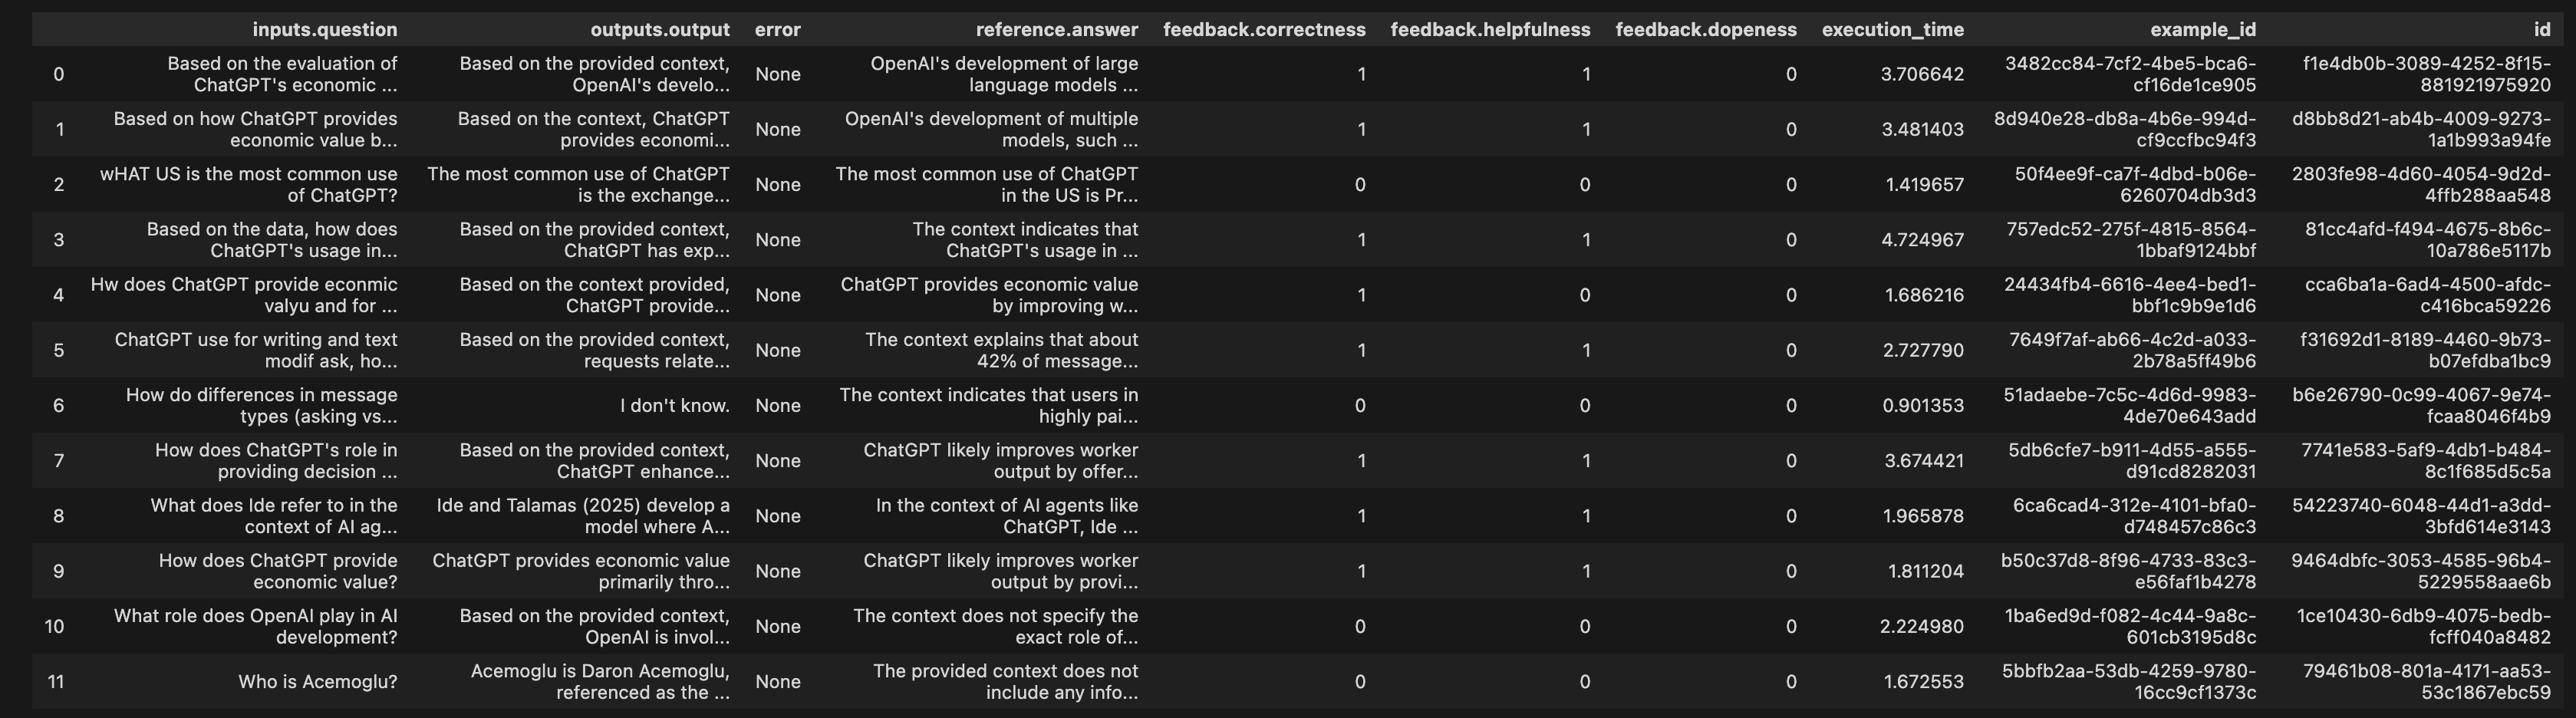 inputs.question outputs.output error reference.answer feedback.correctness feedback.helpfulness feedback.dopeness execution_time example_id id
0 Based on the evaluation of ChatGPT's economic ... Based on the provided context, OpenAI's develo... None OpenAI's development of large language models ... 1 1 0 3.706642 3482cc84-7cf2-4be5-bca6-cf16de1ce905 f1e4db0b-3089-4252-8f15-881921975920
1 Based on how ChatGPT provides economic value b... Based on the context, ChatGPT provides economi... None OpenAI's development of multiple models, such ... 1 1 0 3.481403 8d940e28-db8a-4b6e-994d-cf9ccfbc94f3 d8bb8d21-ab4b-4009-9273-1a1b993a94fe
2 wHAT US is the most common use of ChatGPT? The most common use of ChatGPT is the exchange... None The most common use of ChatGPT in the US is Pr... 0 0 0 1.419657 50f4ee9f-ca7f-4dbd-b06e-6260704db3d3 2803fe98-4d60-4054-9d2d-4ffb288aa548
3 Based on the data, how does ChatGPT's usage in... Based on the provided context, ChatGPT has exp... None The context indicates that ChatGPT's usage in ... 1 1 0 4.724967 757edc52-275f-4815-8564-1bbaf9124bbf 81cc4afd-f494-4675-8b6c-10a786e5117b
4 Hw does ChatGPT provide econmic valyu and for ... Based on the context provided, ChatGPT provide... None ChatGPT provides economic value by improving w... 1 0 0 1.686216 24434fb4-6616-4ee4-bed1-bbf1c9b9e1d6 cca6ba1a-6ad4-4500-afdc-c416bca59226
5 ChatGPT use for writing and text modif ask, ho... Based on the provided context, requests relate... None The context explains that about 42% of message... 1 1 0 2.727790 7649f7af-ab66-4c2d-a033-2b78a5ff49b6 f31692d1-8189-4460-9b73-b07efdba1bc9
6 How do differences in message types (asking vs... I don't know. None The context indicates that users in highly pai... 0 0 0 0.901353 51adaebe-7c5c-4d6d-9983-4de70e643add b6e26790-0c99-4067-9e74-fcaa8046f4b9
7 How does ChatGPT's role in providing decision ... Based on the provided context, ChatGPT enhance... None ChatGPT likely improves worker output by offer... 1 1 0 3.674421 5db6cfe7-b911-4d55-a555-d91cd8282031 7741e583-5af9-4db1-b484-8c1f685d5c5a
8 What does Ide refer to in the context of AI ag... Ide and Talamas (2025) develop a model where A... None In the context of AI agents like ChatGPT, Ide ... 1 1 0 1.965878 6ca6cad4-312e-4101-bfa0-d748457c86c3 54223740-6048-44d1-a3dd-3bfd614e3143
9 How does ChatGPT provide economic value? ChatGPT provides economic value primarily thro... None ChatGPT likely improves worker output by provi... 1 1 0 1.811204 b50c37d8-8f96-4733-83c3-e56faf1b4278 9464dbfc-3053-4585-96b4-5229558aae6b
10 What role does OpenAI play in AI development? Based on the provided context, OpenAI is invol... None The context does not specify the exact role of... 0 0 0 2.224980 1ba6ed9d-f082-4c44-9a8c-601cb3195d8c 1ce10430-6db9-4075-bedb-fcff040a8482
11 Who is Acemoglu? Acemoglu is Daron Acemoglu, referenced as the ... None The provided context does not include any info... 0 0 0 1.672553 5bbfb2aa-53db-4259-9780-16cc9cf1373c 79461b08-801a-4171-aa53-53c1867ebc59